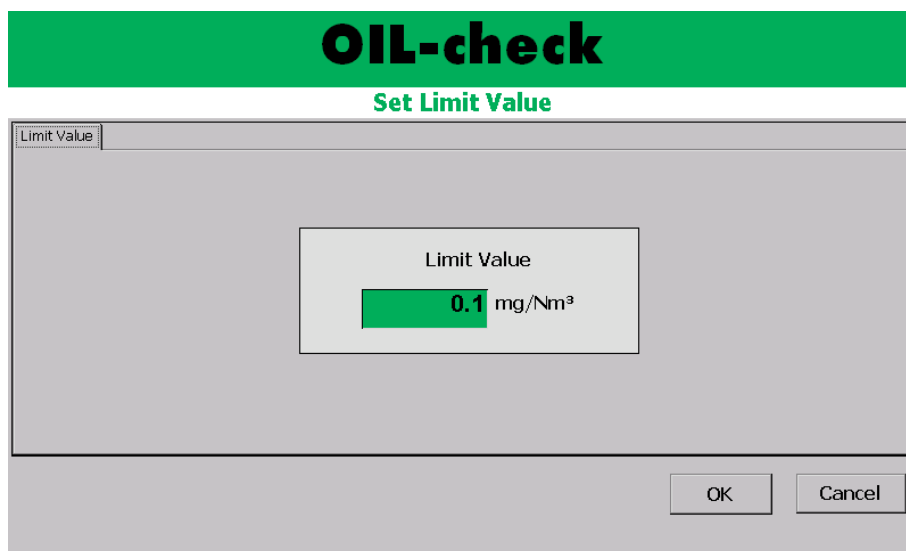 OIL-check
Set Limit Value
Limit Value
Limit Value
0.1 mg/Nm³
OK Cancel